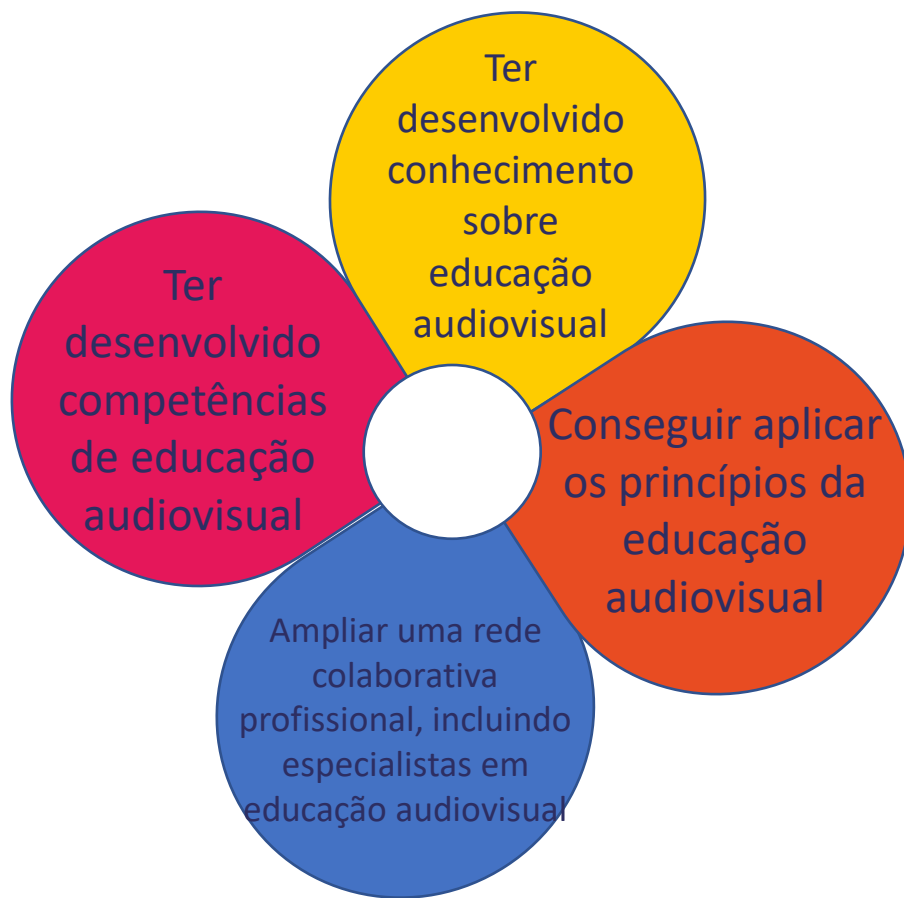 Ter
desenvolvido
conhecimento
sobre
educação
audiovisual
Conseguir aplicar
os princípios da
educação
audiovisual
Ampliar uma rede
colaborativa
profissional, incluindo
especialistas em
educação audiovisual
Ter
desenvolvido
competências
de educação
audiovisual